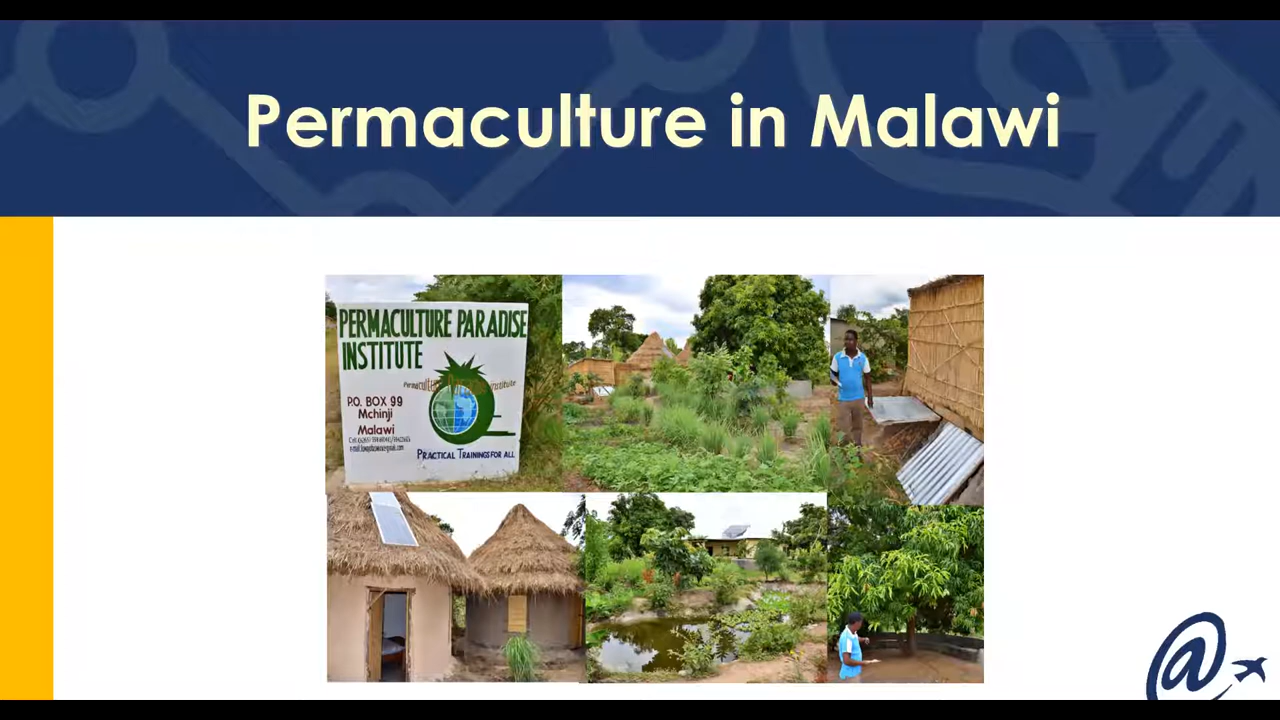 Permaculture in Malawi
PERMACULTURE PARADISE
INSTITUTE
P.O. BOX 99
Mchinji
Malawi
PRACTICAL TRAININGS FOR ALL
@